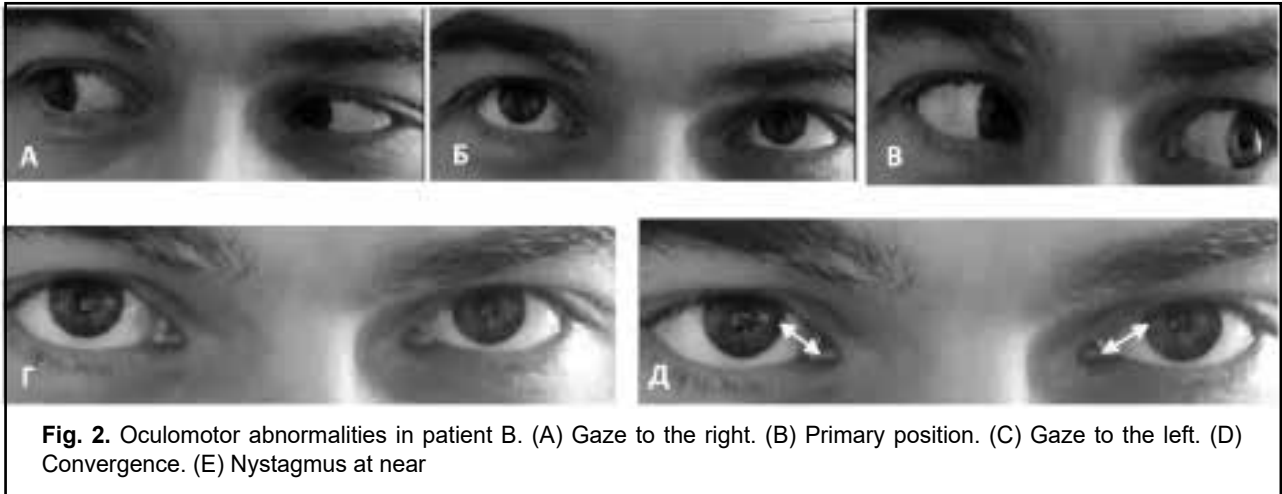 А
Б
В
Г
Д
Fig. 2. Oculomotor abnormalities in patient B. (A) Gaze to the right. (B) Primary position. (C) Gaze to the left. (D)
Convergence. (E) Nystagmus at near